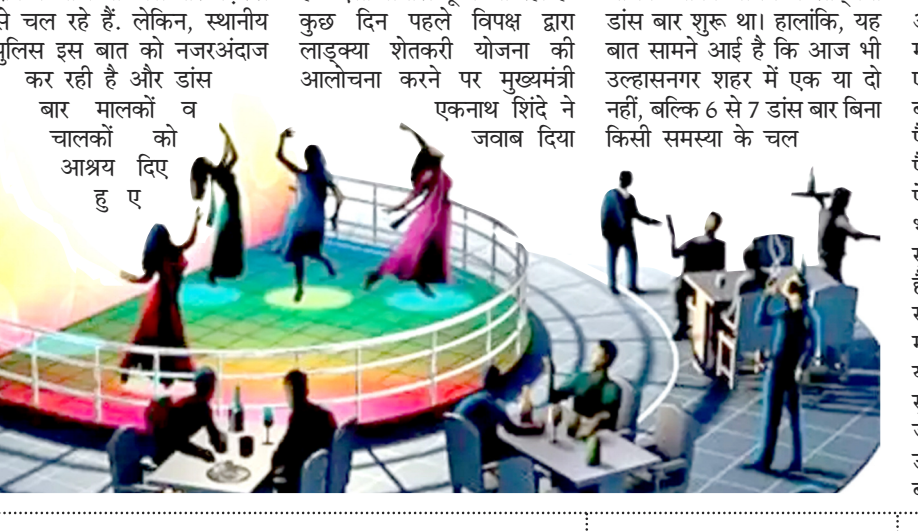 से चल रहे हैं. लेकिन, स्थानीय
पुलिस इस बात को नजरअंदाज
कर रही है और डांस
बार मालकों व
चालकों को
आश्रय दिए
हु ए
कुछ दिन पहले विपक्ष द्वारा
लाड्क्या शेतकरी योजना की
आलोचना करने पर मुख्यमंत्री
एकनाथ शिंदे ने
जवाब दिया
डांस बार शुरू था। हालांकि, यह
बात सामने आई है कि आज भी
उल्हासनगर शहर में एक या दो
नहीं, बल्कि 6 से 7 डांस बार बिना
किसी समस्या के चल